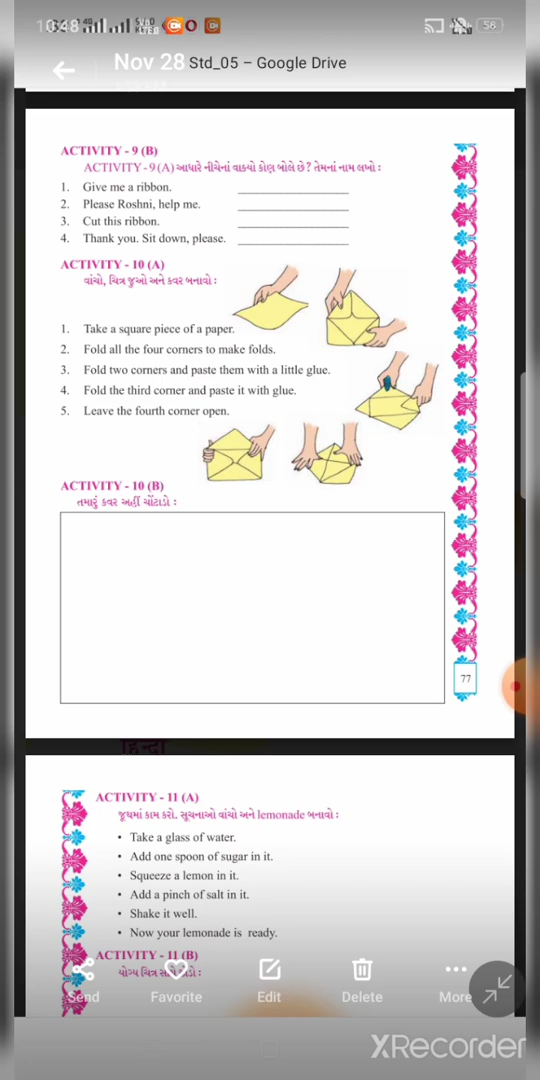 10:48
4G
56
Nov 28 Std_05 – Google Drive
ACTIVITY - 9 (B)
ACTIVITY - 9 (A) આધારે નીચેનાં વાક્યો કોણ બોલે છે? તેમનાં નામ લખો :
1. Give me a ribbon.
2. Please Roshni, help me.
3. Cut this ribbon.
4. Thank you. Sit down, please.
ACTIVITY - 10 (A)
વાંચો, ચિત્ર જુઓ અને કવર બનાવો :
1. Take a square piece of a paper.
2. Fold all the four corners to make folds.
3. Fold two corners and paste them with a little glue.
4. Fold the third corner and paste it with glue.
5. Leave the fourth corner open.
ACTIVITY - 10 (B)
તમારું કવર અહીં ચોંટાડો :
77
हिन्दी
ACTIVITY - 11 (A)
જૂથમાં કામ કરો. સૂચનાઓ વાંચો અને lemonade બનાવો :
• Take a glass of water.
• Add one spoon of sugar in it.
• Squeeze a lemon in it.
• Add a pinch of salt in it.
• Shake it well.
• Now your lemonade is ready.
ACTIVITY - 11 (B)
યોગ્ય ચિત્ર સાથે જોડો :
Send Favorite Edit Delete More
XRecorder